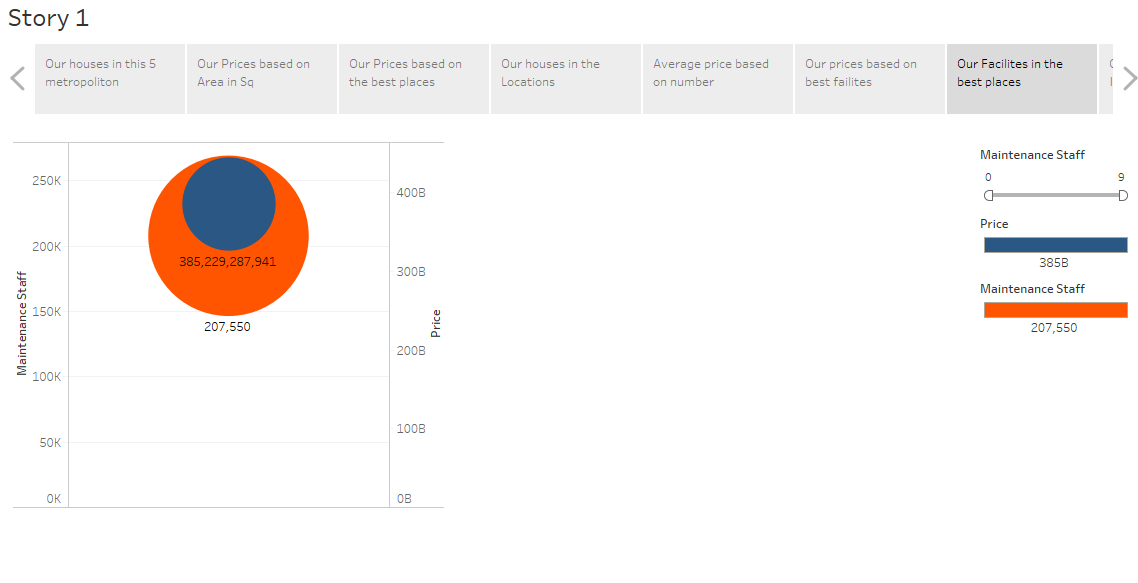 Story 1
Our houses in this 5
metropoliton
Our Prices based on
Area in Sq
Our Prices based on
the best places
Our houses in the
Locations
Average price based
on number
Our prices based on
best failites
Our Facilites in the
best places
Maintenance Staff
250K
200K
150K
100K
50K
0K
385,229,287,941
207,550
400B
300B
200B
100B
0B
Price
Maintenance Staff
0 9
Price
385B
Maintenance Staff
207,550